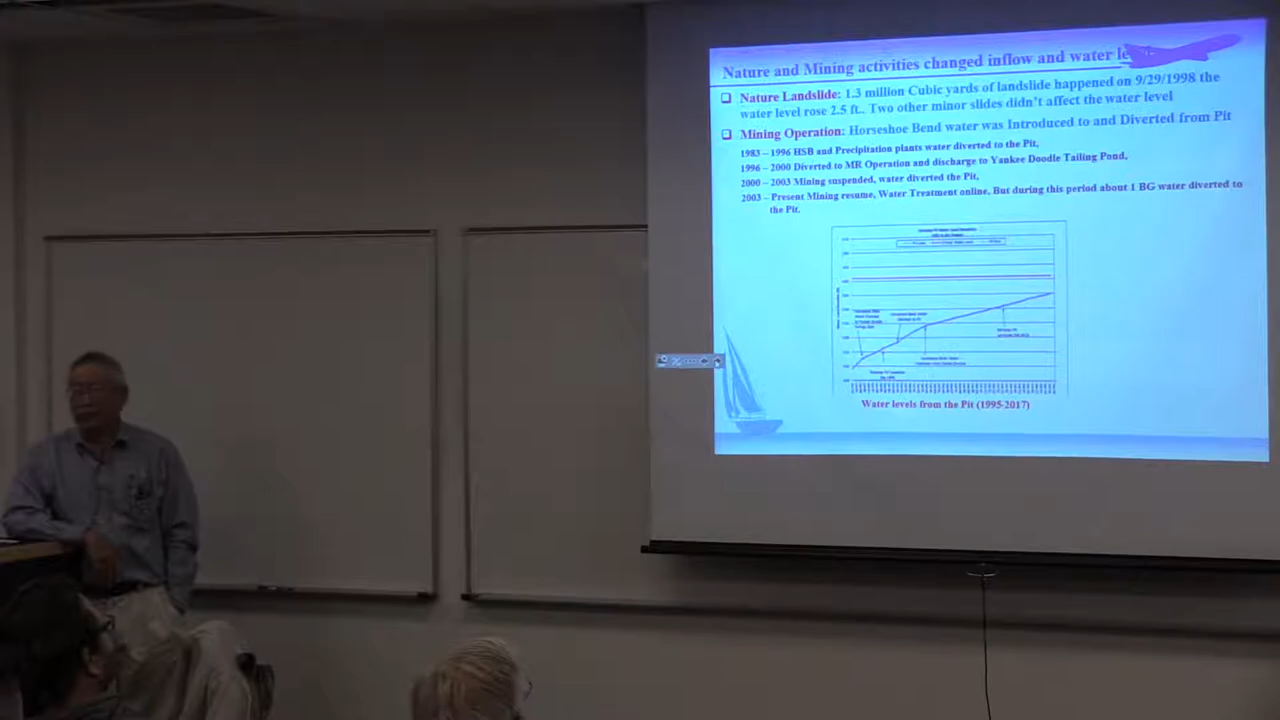 Nature and Mining activities changed inflow and water le
❑ Nature Landslide: 1.3 million Cubic yards of landslide happened on 9/29/1998 the
water level rose 2.5 ft.. Two other minor slides didn't affect the water level
❑ Mining Operation: Horseshoe Bend water was Introduced to and Diverted from Pit
1983 – 1996 HSB and Precipitation plants water diverted to the Pit,
1996 – 2000 Diverted to MR Operation and discharge to Yankee Doodle Tailing Pond,
2000 – 2003 Mining suspended, water diverted the Pit,
2003 – Present Mining resume, Water Treatment online, But during this period about 1 BG water diverted to
the Pit,
Water levels from the Pit (1995-2017)